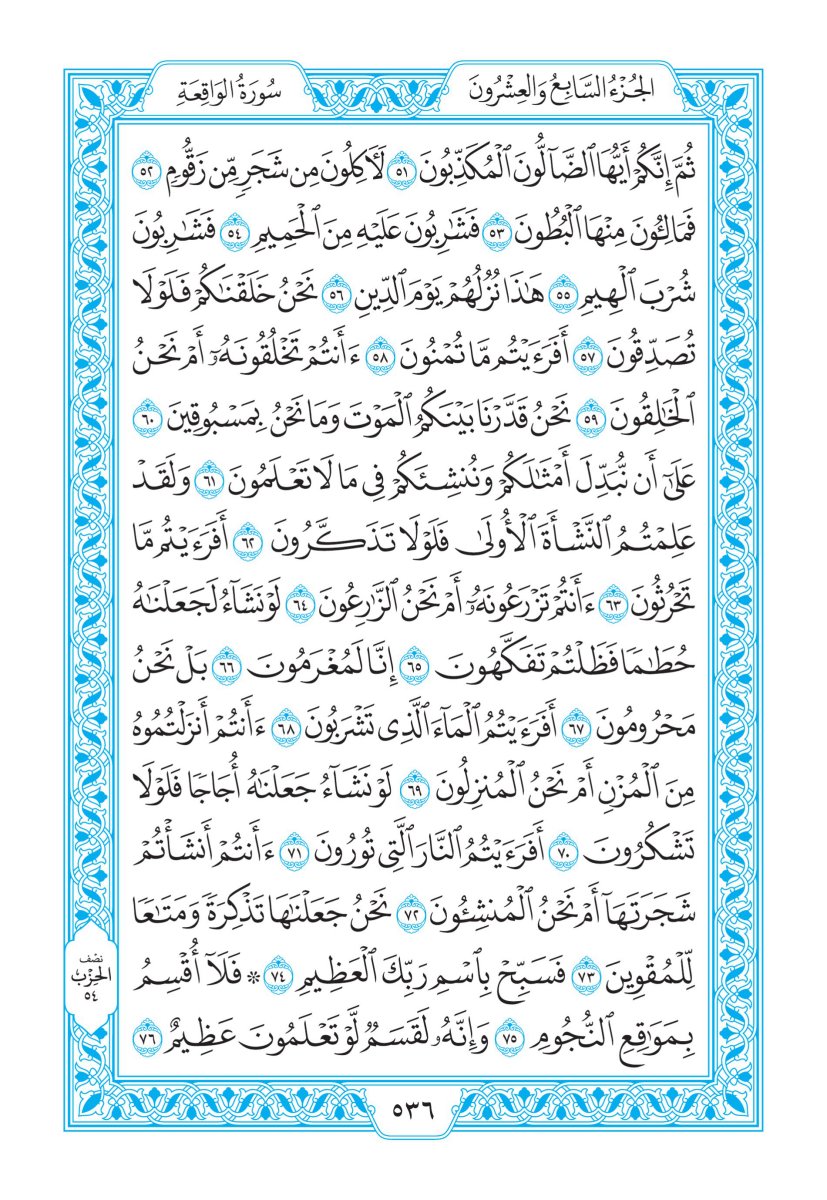 الجُزْءُ السَّابِعُ وَالعِشْرُونَ
سُورَةُ الوَاقِعَةِ
ثُمَّ إِنَّكُمْ أَيُّهَا ٱلضَّآلُّونَ ٱلْمُكَذِّبُونَ ٥١ لَأٓكِلُونَ مِن شَجَرٍ مِّن زَقُّومٍ ٥٢
فَمَالِـُٔونَ مِنْهَا ٱلْبُطُونَ ٥٣ فَشَٰرِبُونَ عَلَيْهِ مِنَ ٱلْحَمِيمِ ٥٤ فَشَٰرِبُونَ
شُرْبَ ٱلْهِيمِ ٥٥ هَٰذَا نُزُلُهُمْ يَوْمَ ٱلدِّينِ ٥٦ نَحْنُ خَلَقْنَٰكُمْ فَلَوْلَا
تُصَدِّقُونَ ٥٧ أَفَرَءَيْتُم مَّا تُمْنُونَ ٥٨ ءَأَنتُمْ تَخْلُقُونَهُۥٓ أَمْ نَحْنُ
ٱلْخَٰلِقُونَ ٥٩ نَحْنُ قَدَّرْنَا بَيْنَكُمُ ٱلْمَوْتَ وَمَا نَحْنُ بِمَسْبُوقِينَ ٦٠
عَلَىٰٓ أَن نُّبَدِّلَ أَمْثَٰلَكُمْ وَنُنشِئَكُمْ فِي مَا لَا تَعْلَمُونَ ٦١ وَلَقَدْ
عَلِمْتُمُ ٱلنَّشْأَةَ ٱلْأُولَىٰ فَلَوْلَا تَذَكَّرُونَ ٦٢ أَفَرَءَيْتُم مَّا
تَحْرُثُونَ ٦٣ ءَأَنتُمْ تَزْرَعُونَهُۥٓ أَمْ نَحْنُ ٱلزَّٰرِعُونَ ٦٤ لَوْ نَشَآءُ لَجَعَلْنَٰهُ
حُطَٰمًا فَظَلْتُمْ تَفَكَّهُونَ ٦٥ إِنَّا لَمُغْرَمُونَ ٦٦ بَلْ نَحْنُ
مَحْرُومُونَ ٦٧ أَفَرَءَيْتُمُ ٱلْمَآءَ ٱلَّذِي تَشْرَبُونَ ٦٨ ءَأَنتُمْ أَنزَلْتُمُوهُ
مِنَ ٱلْمُزْنِ أَمْ نَحْنُ ٱلْمُنزِلُونَ ٦٩ لَوْ نَشَآءُ جَعَلْنَٰهُ أُجَاجًا فَلَوْلَا
تَشْكُرُونَ ٧٠ أَفَرَءَيْتُمُ ٱلنَّارَ ٱلَّتِي تُورُونَ ٧١ ءَأَنتُمْ أَنشَأْتُمْ
شَجَرَتَهَآ أَمْ نَحْنُ ٱلْمُنشِـُٔونَ ٧٢ نَحْنُ جَعَلْنَٰهَا تَذْكِرَةً وَمَتَٰعًا
لِّلْمُقْوِينَ ٧٣ فَسَبِّحْ بِٱسْمِ رَبِّكَ ٱلْعَظِيمِ ٧٤ * فَلَآ أُقْسِمُ
بِمَوَٰقِعِ ٱلنُّجُومِ ٧٥ وَإِنَّهُۥ لَقَسَمٌ لَّوْ تَعْلَمُونَ عَظِيمٌ ٧٦
نصْف
الحِزْب
٥٤
٥٣٦